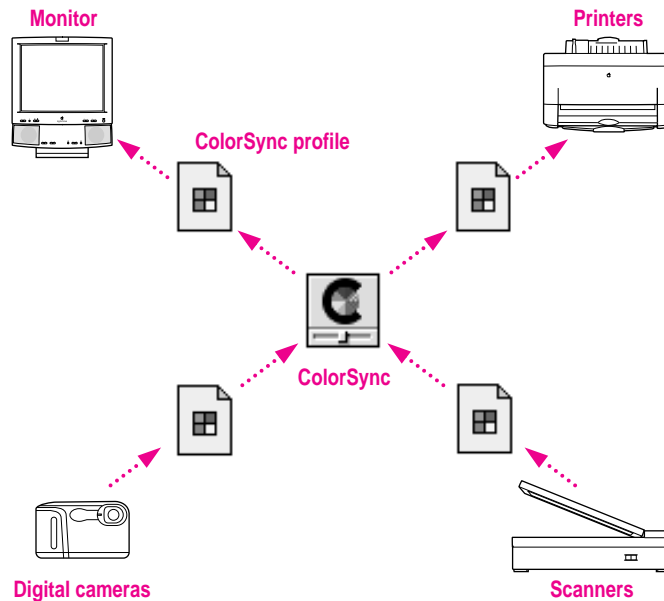 Monitor
Printers
ColorSync profile
ColorSync
Digital cameras
Scanners